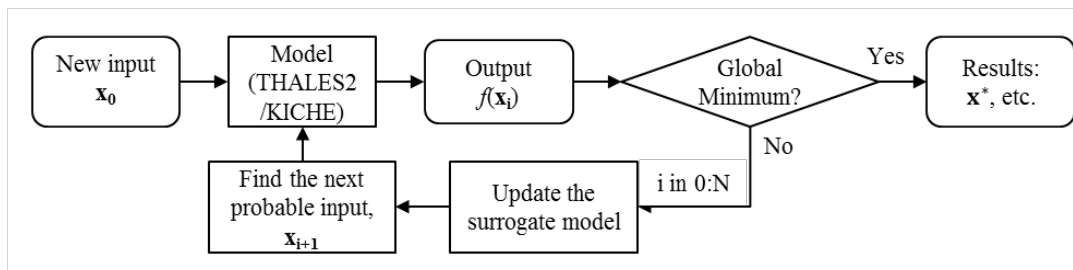 New input
x₀
Model
(THALES2
/KICHE)
Output
f(xᵢ)
Global
Minimum?
Yes
Results:
x*, etc.
No
i in 0:N
Update the
surrogate model
Find the next
probable input,
xᵢ₊₁